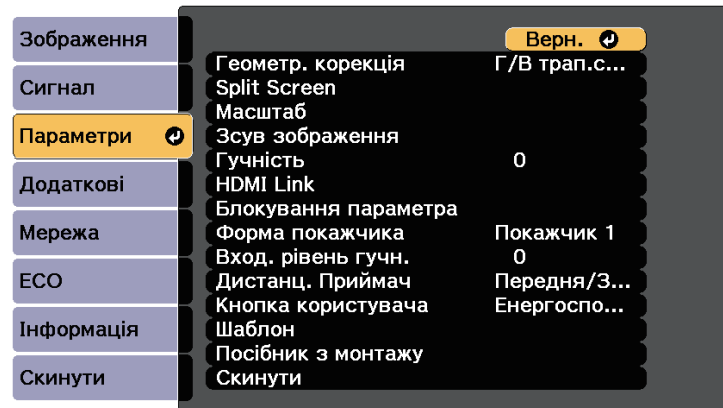 Зображення
Сигнал
Параметри
Додаткові
Мережа
ECO
Інформація
Скинути
Верн.
Геометр. корекція Г/В трап.с...
Split Screen
Масштаб
Зсув зображення
Гучність 0
HDMI Link
Блокування параметра
Форма покажчика Покажчик 1
Вход. рівень гучн. 0
Дистанц. Приймач Передня/З...
Кнопка користувача Енергоспо...
Шаблон
Посібник з монтажу
Скинути